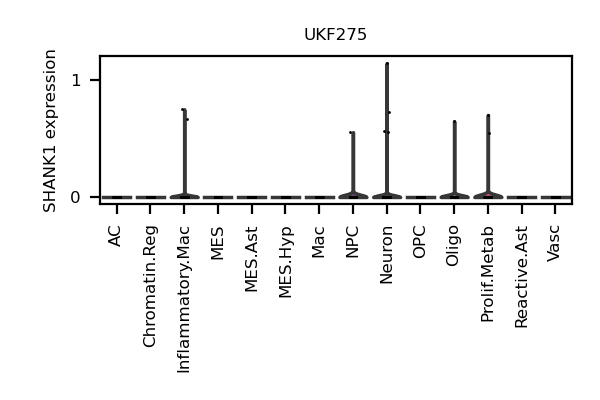 UKF275
SHANK1 expression
1
0
AC
Chromatin.Reg
Inflammatory.Mac
MES
MES.Ast
MES.Hyp
Mac
NPC
Neuron
OPC
Oligo
Prolif.Metab
Reactive.Ast
Vasc